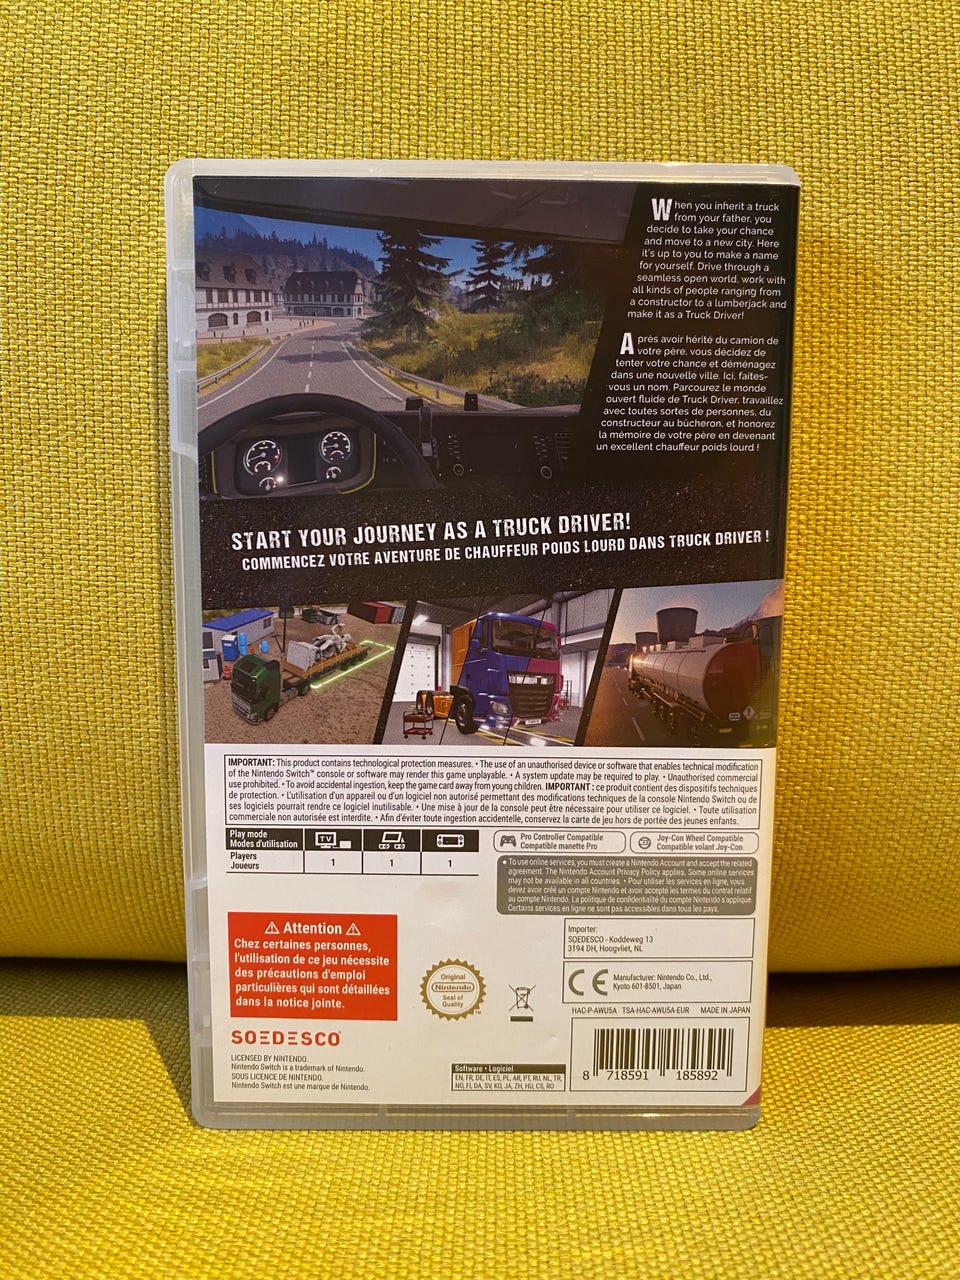 When you inherit a truck
from your father, you
decide to take your chance
and move to a new city. Here
it's up to you to make a name
for yourself. Drive through a
seamless open world, work with
all kinds of people ranging from
a constructor to a lumberjack and
make it as a Truck Driver!
Après avoir hérité du camion de
votre père, vous décidez de
tenter votre chance et déménagez
dans une nouvelle ville. Ici, faites-
vous un nom. Parcourez le monde
ouvert fluide de Truck Driver, travaillez
avec toutes sortes de personnes, du
constructeur au bûcheron, et honorez
la mémoire de votre père en devenant
un excellent chauffeur poids lourd !
START YOUR JOURNEY AS A TRUCK DRIVER!
COMMENCEZ VOTRE AVENTURE DE CHAUFFEUR POIDS LOURD DANS TRUCK DRIVER !
IMPORTANT: This product contains technological protection measures. • The use of an unauthorised device or software that enables technical modification
of the Nintendo Switch™ console or software may render this game unplayable. • A system update may be required to play. • Unauthorised commercial
use prohibited. • To avoid accidental ingestion, keep the game card away from young children. IMPORTANT : ce produit contient des dispositifs techniques
de protection. • L'utilisation d'un appareil ou d'un logiciel non autorisé permettant des modifications techniques de la console Nintendo Switch ou de
ses logiciels pourrait rendre ce logiciel inutilisable. • Une mise à jour de la console peut être nécessaire pour utiliser ce logiciel. • Toute utilisation
commerciale non autorisée est interdite. • Afin d'éviter toute ingestion accidentelle, conservez la carte de jeu hors de portée des jeunes enfants.
Play mode
Modes d'utilisation
TV
Players
Joueurs
1 1 1
Pro Controller Compatible
Compatible manette Pro
Joy-Con Wheel Compatible
Compatible volant Joy-Con
• To use online services, you must create a Nintendo Account and accept the related
agreement. The Nintendo Account Privacy Policy applies. Some online services
may not be available in all countries. • Pour utiliser les services en ligne, vous
devez avoir créé un compte Nintendo et avoir accepté les termes du contrat relatif
au compte Nintendo. La politique de confidentialité du compte Nintendo s'applique.
Certains services en ligne ne sont pas accessibles dans tous les pays.
Attention
Chez certaines personnes,
l'utilisation de ce jeu nécessite
des précautions d'emploi
particulières qui sont détaillées
dans la notice jointe.
Original
Nintendo
Seal of
Quality
TM
Importer:
SOEDESCO - Koddeweg 13
3194 DH, Hoogvliet, NL
CE
Manufacturer: Nintendo Co., Ltd.,
Kyoto 601-8501, Japan
HAC-P-AWU5A TSA-HAC-AWU5A-EUR MADE IN JAPAN
SOEDESCO®
LICENSED BY NINTENDO.
Nintendo Switch is a trademark of Nintendo.
SOUS LICENCE DE NINTENDO.
Nintendo Switch est une marque de Nintendo.
Software • Logiciel
EN, FR, DE, IT, ES, PL, AR, PT, RU, NL, TR,
NO, FI, DA, SV, KO, JA, ZH, HU, CS, RO
8 718591 185892